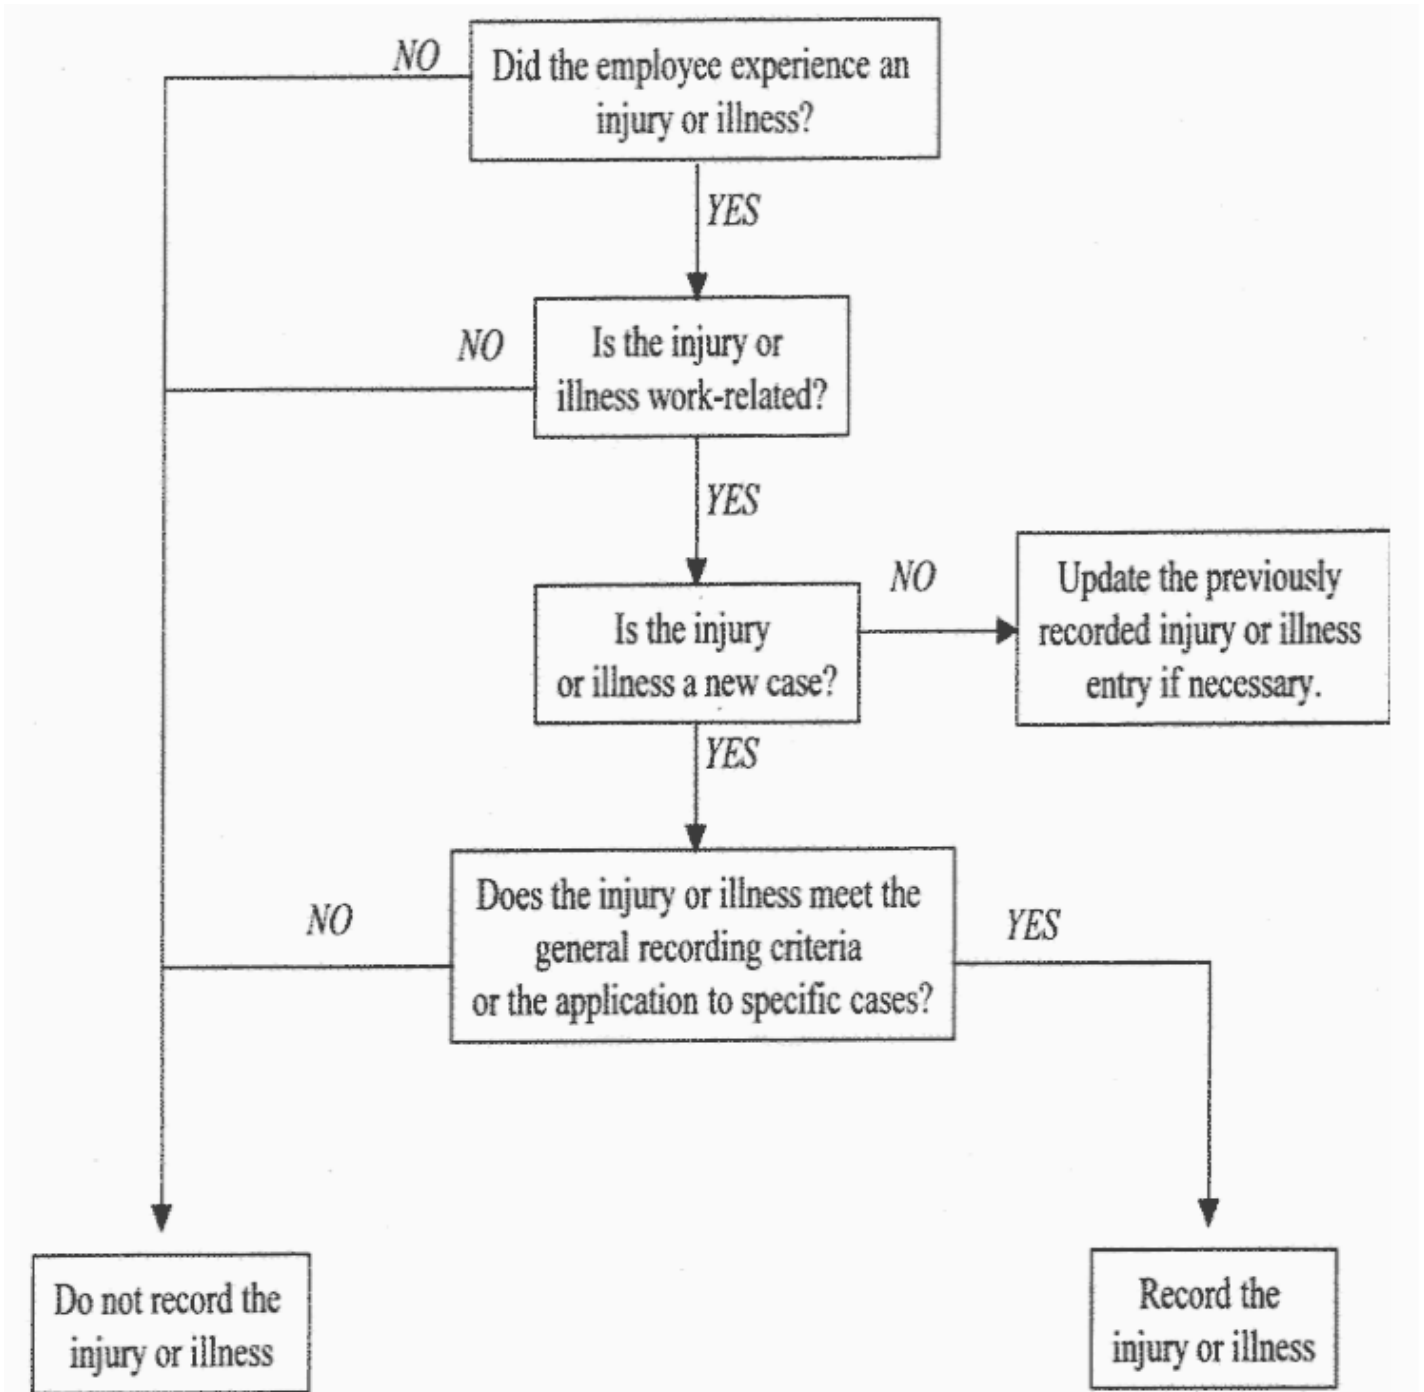 NO
Did the employee experience an
injury or illness?
YES
NO
Is the injury or
illness work-related?
YES
NO
Is the injury
or illness a new case?
Update the previously
recorded injury or illness
entry if necessary.
YES
NO
Does the injury or illness meet the
general recording criteria
or the application to specific cases?
YES
Do not record the
injury or illness
Record the
injury or illness